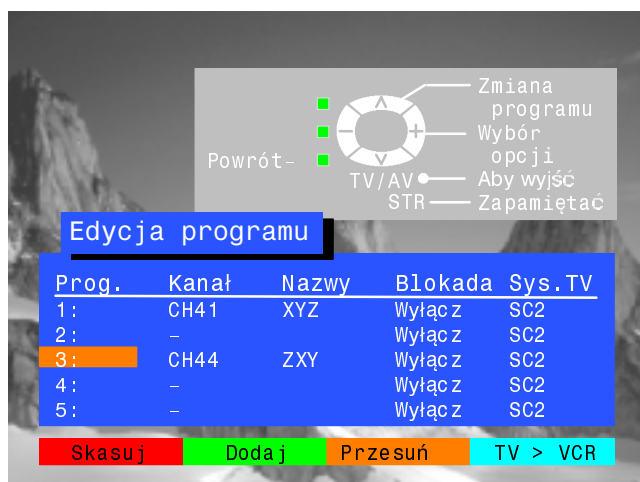 Zmiana
programu
Wybór
Powrót- opcji
TV/AV Aby wyjść
STR Zapamiętać
Edycja programu
Prog. Kanał Nazwy Blokada Sys.TV
1: CH41 XYZ Wyłącz SC2
2: – Wyłącz SC2
3: CH44 ZXY Wyłącz SC2
4: – Wyłącz SC2
5: – Wyłącz SC2
Skasuj Dodaj Przesuń TV > VCR